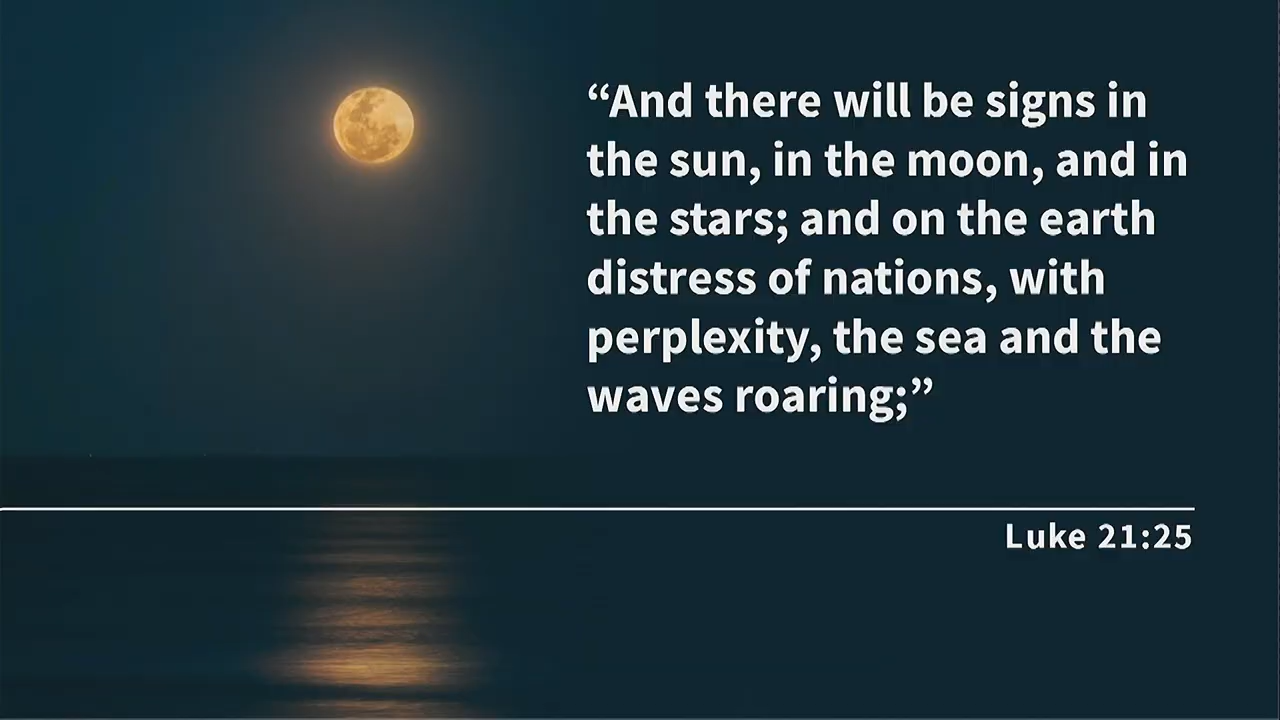 “And there will be signs in
the sun, in the moon, and in
the stars; and on the earth
distress of nations, with
perplexity, the sea and the
waves roaring;”
Luke 21:25